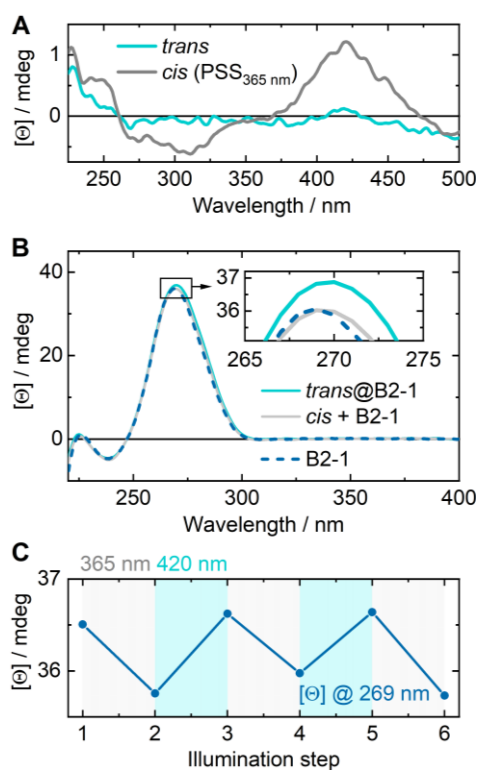 A
trans
cis (PSS365 nm)
[Θ] / mdeg
1
0
250 300 350 400 450 500
Wavelength / nm
B
[Θ] / mdeg
40
20
0
37
36
265 270 275
trans@B2-1
cis + B2-1
B2-1
250 300 350 400
Wavelength / nm
C
365 nm 420 nm
[Θ] / mdeg
37
36
[Θ] @ 269 nm
1 2 3 4 5 6
Illumination step